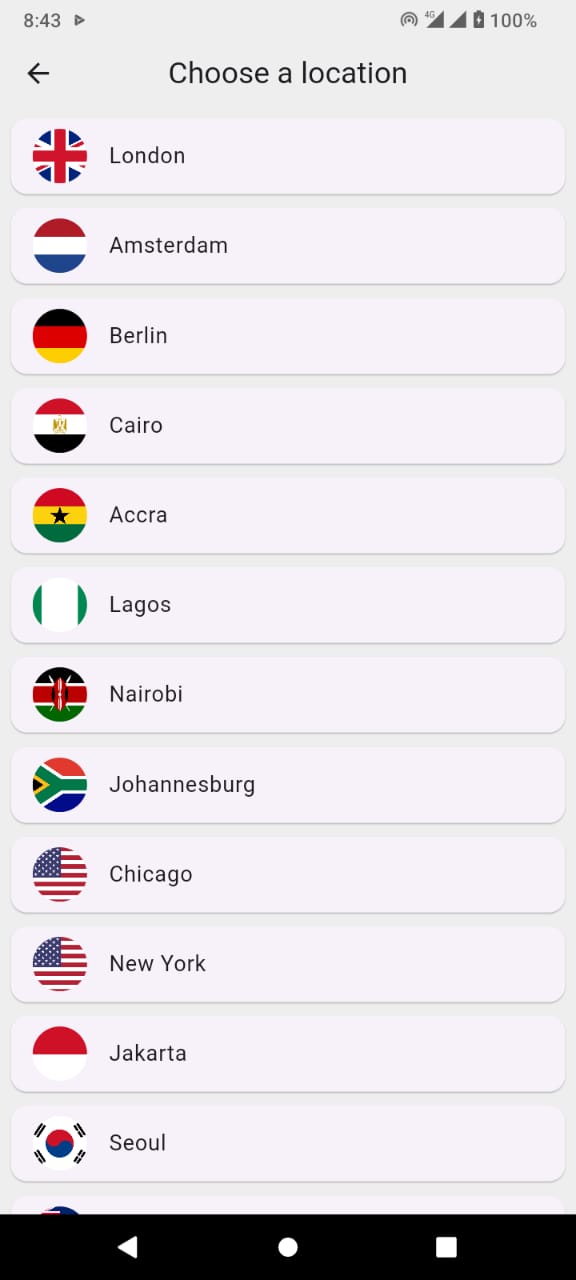 8:43
4G
100%
Choose a location
London
Amsterdam
Berlin
Cairo
Accra
Lagos
Nairobi
Johannesburg
Chicago
New York
Jakarta
Seoul